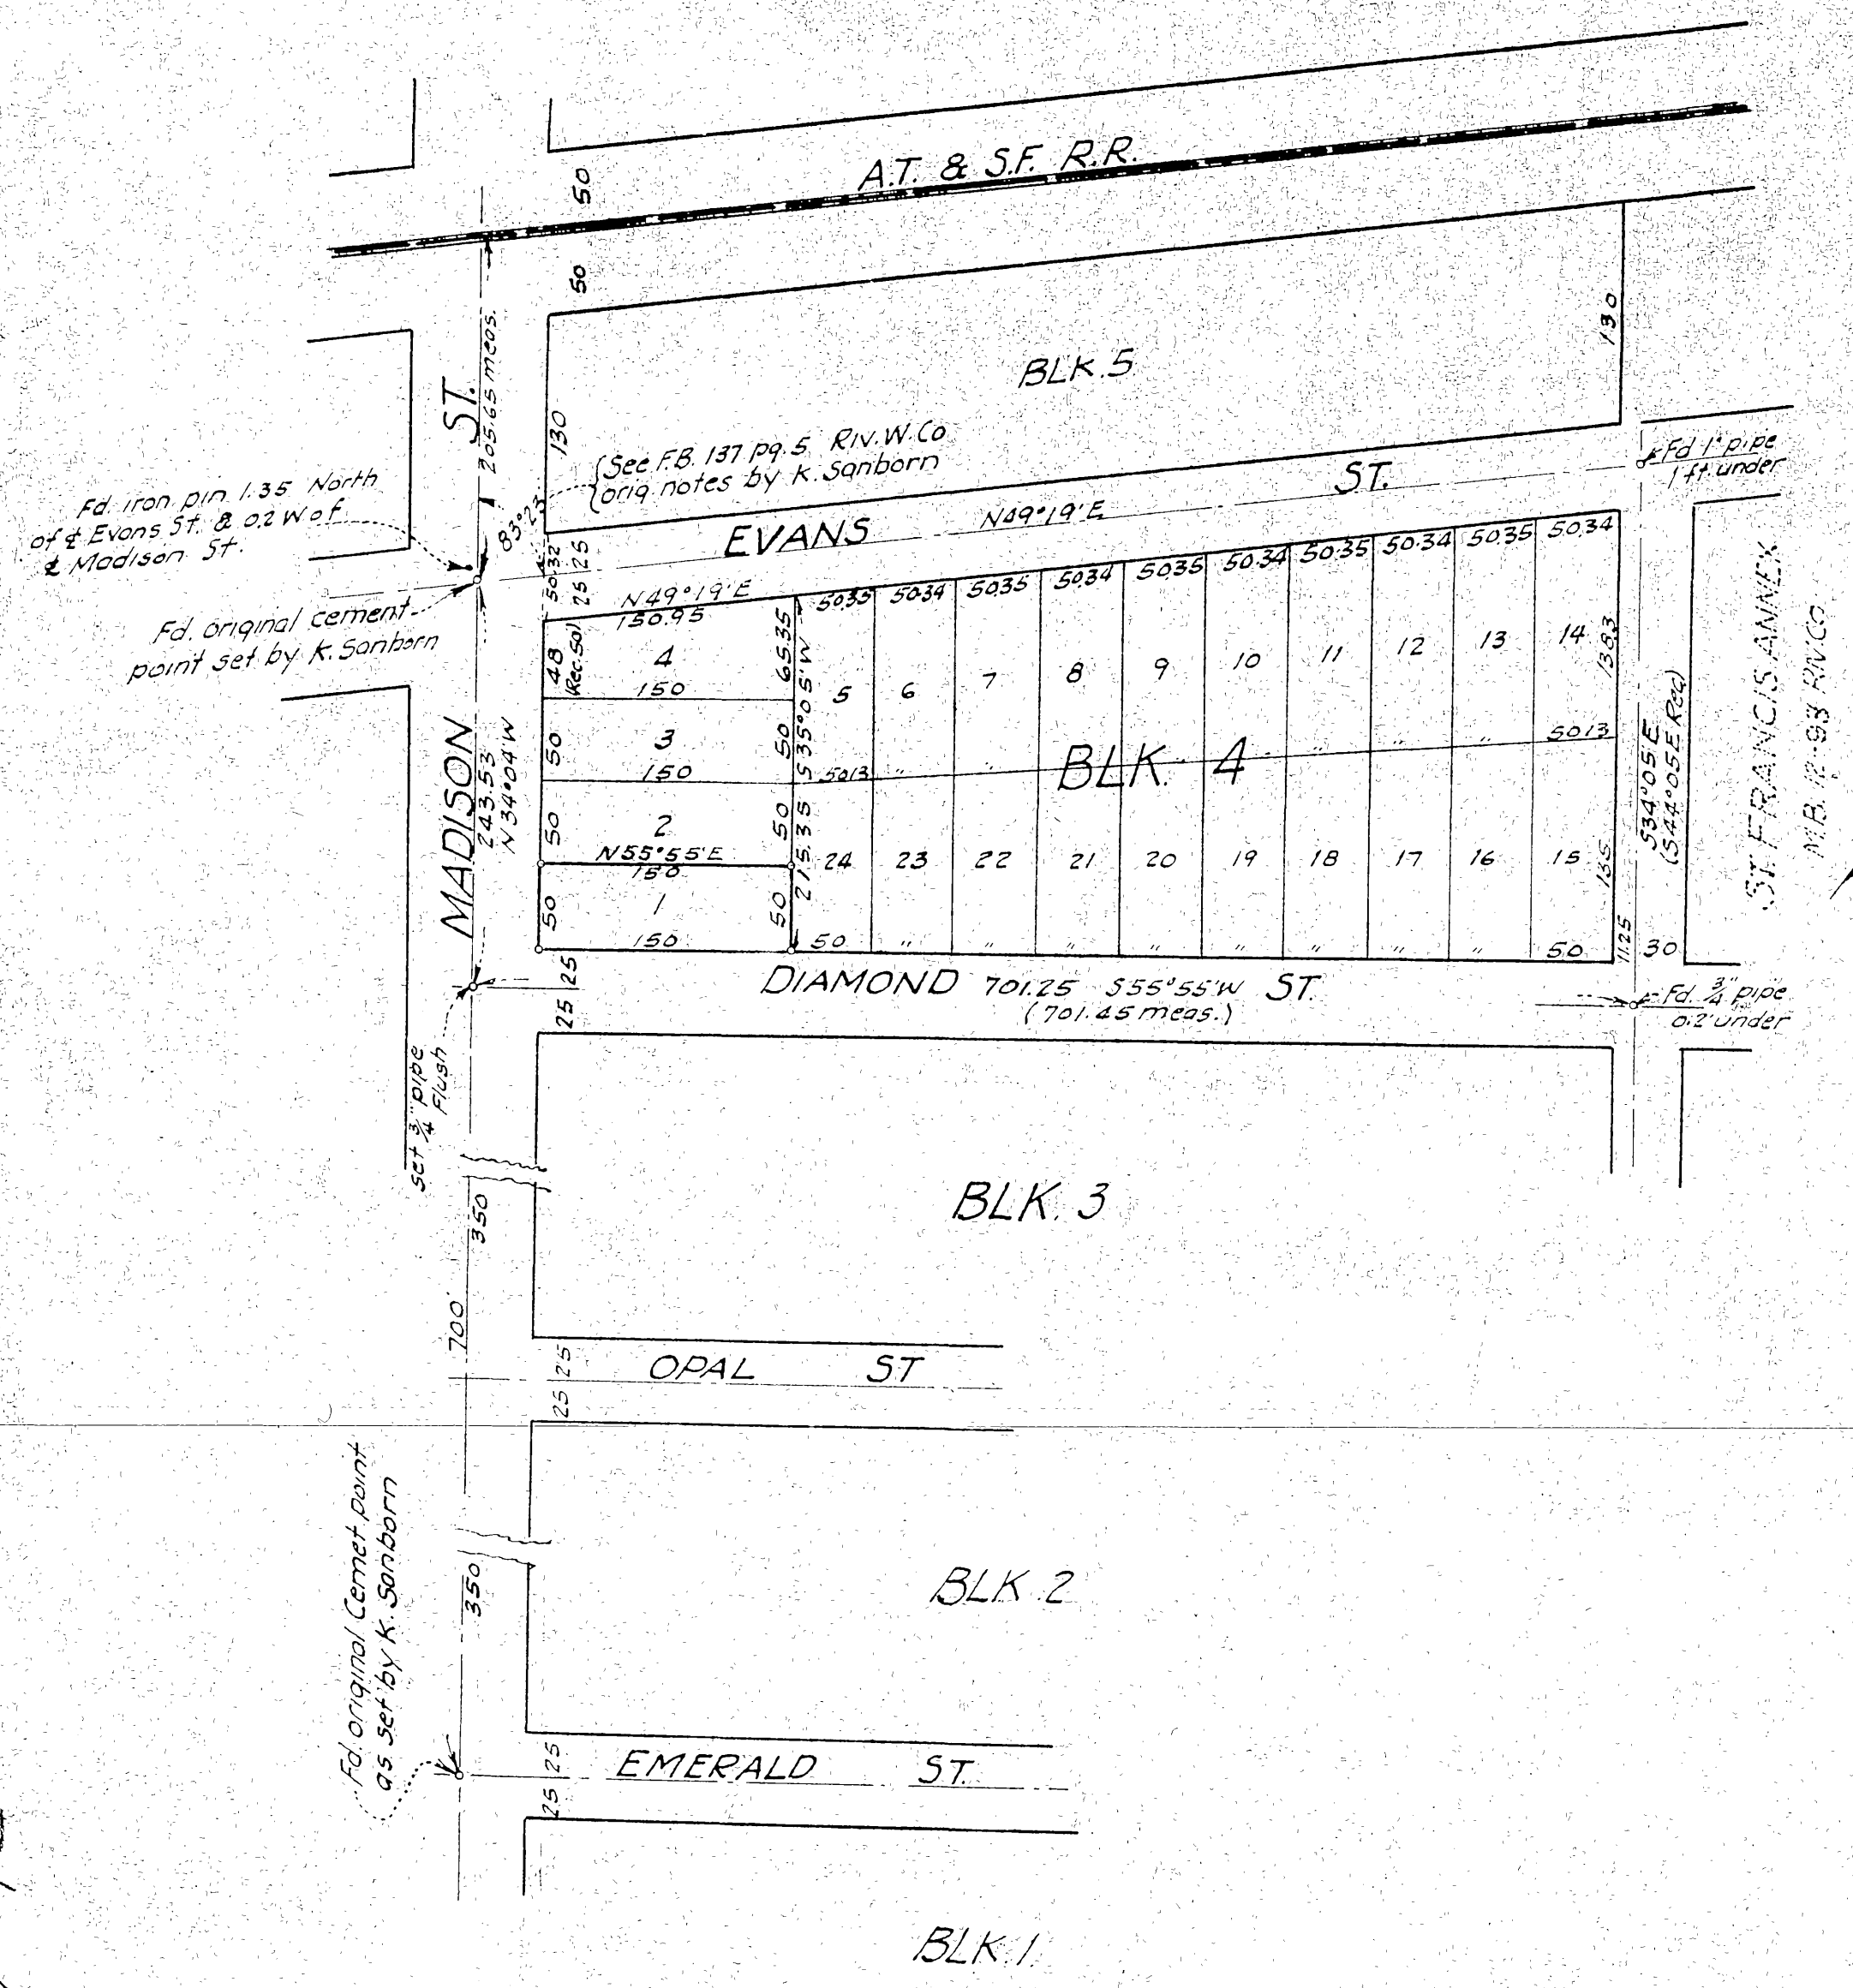 A.T. & S.F. R.R.
50
50
205.65 meas.
ST.
130
BLK. 5
130
See F.B. 137 pg. 5 Riv. W. Co
orig notes by K. Sanborn
Fd. iron pin 1.35 North
of ℄ Evans St. & 0.2 W of
℄ Madison St.
83°23
Fd 1" pipe
1 ft. under
EVANS
N49°19'E
ST.
50.32
25 25
Fd. original cement
point set by K. Sanborn
N49°19'E
150.95
50.35 50.34 50.35 50.34 50.35 50.34 50.35 50.34 50.35 50.34
48
(Rec. 50)
4
150
65.35
5 6 7 8 9 10 11 12 13 14
138.3
50
3
150
50
S35°05'W
50.13 " "
BLK. 4
" " " 50.13
MADISON
243.53
N34°04'W
50
2
N55°55'E
150
50
215.35
24 23 22 21 20 19 18 17 16 15
135
S34°05'E
(S44°05'E Rec)
ST. FRANCIS ANNEX
M.B. 12-93 RIV. CO.
50
1
150
50
50 " " " " " " " " 50
11.25
30
25
25
DIAMOND 701.25 S55°55'W ST.
(701.45 meas.)
Fd. 3/4" pipe
0.2' under
set 3/4" pipe
Flush
350
BLK. 3
700'
25
25
OPAL ST
Fd. original Cemet point
as set by K. Sanborn
350
BLK 2
25
25
EMERALD ST.
BLK. 1